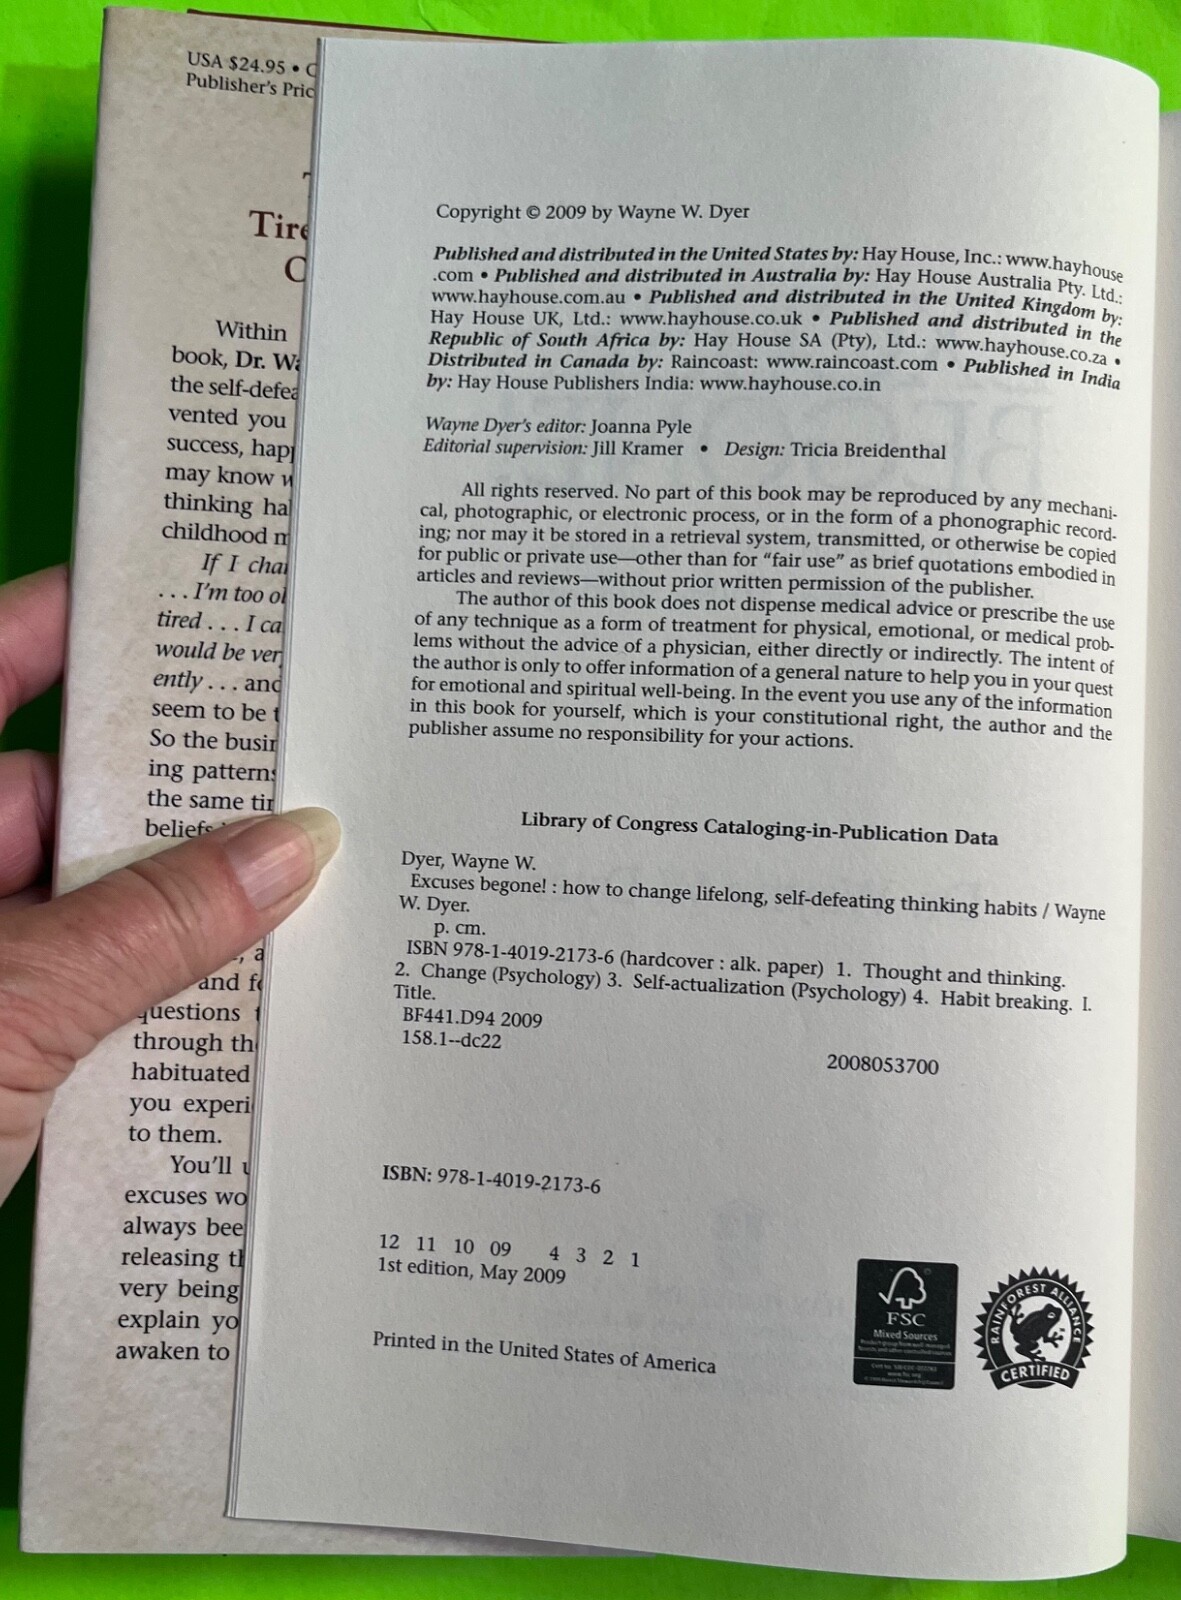 USA $24.95 • C
Publisher's Pric
Tire
C
Within
book, Dr. Wa
the self-defea
vented you
success, happ
may know w
thinking ha
childhood m
If I cha
. . . I'm too ol
tired . . . I ca
would be ver
ently . . . and
seem to be t
So the busin
ing patterns
the same tim
beliefs
, a
and fo
questions t
through th
habituated
you experi
to them.
You'll u
excuses wo
always bee
releasing th
very being
explain yo
awaken to
Copyright © 2009 by Wayne W. Dyer
Published and distributed in the United States by: Hay House, Inc.: www.hayhouse
.com • Published and distributed in Australia by: Hay House Australia Pty. Ltd.:
www.hayhouse.com.au • Published and distributed in the United Kingdom by:
Hay House UK, Ltd.: www.hayhouse.co.uk • Published and distributed in the
Republic of South Africa by: Hay House SA (Pty), Ltd.: www.hayhouse.co.za •
Distributed in Canada by: Raincoast: www.raincoast.com • Published in India
by: Hay House Publishers India: www.hayhouse.co.in
Wayne Dyer's editor: Joanna Pyle
Editorial supervision: Jill Kramer • Design: Tricia Breidenthal
All rights reserved. No part of this book may be reproduced by any mechani-
cal, photographic, or electronic process, or in the form of a phonographic record-
ing; nor may it be stored in a retrieval system, transmitted, or otherwise be copied
for public or private use—other than for "fair use" as brief quotations embodied in
articles and reviews—without prior written permission of the publisher.
The author of this book does not dispense medical advice or prescribe the use
of any technique as a form of treatment for physical, emotional, or medical prob-
lems without the advice of a physician, either directly or indirectly. The intent of
the author is only to offer information of a general nature to help you in your quest
for emotional and spiritual well-being. In the event you use any of the information
in this book for yourself, which is your constitutional right, the author and the
publisher assume no responsibility for your actions.
Library of Congress Cataloging-in-Publication Data
Dyer, Wayne W.
Excuses begone! : how to change lifelong, self-defeating thinking habits / Wayne
W. Dyer.
p. cm.
ISBN 978-1-4019-2173-6 (hardcover : alk. paper) 1. Thought and thinking.
2. Change (Psychology) 3. Self-actualization (Psychology) 4. Habit breaking. I.
Title.
BF441.D94 2009
158.1--dc22
2008053700
ISBN: 978-1-4019-2173-6
12 11 10 09 4 3 2 1
1st edition, May 2009
Printed in the United States of America
FSC
Mixed Sources
RAINFOREST ALLIANCE
CERTIFIED